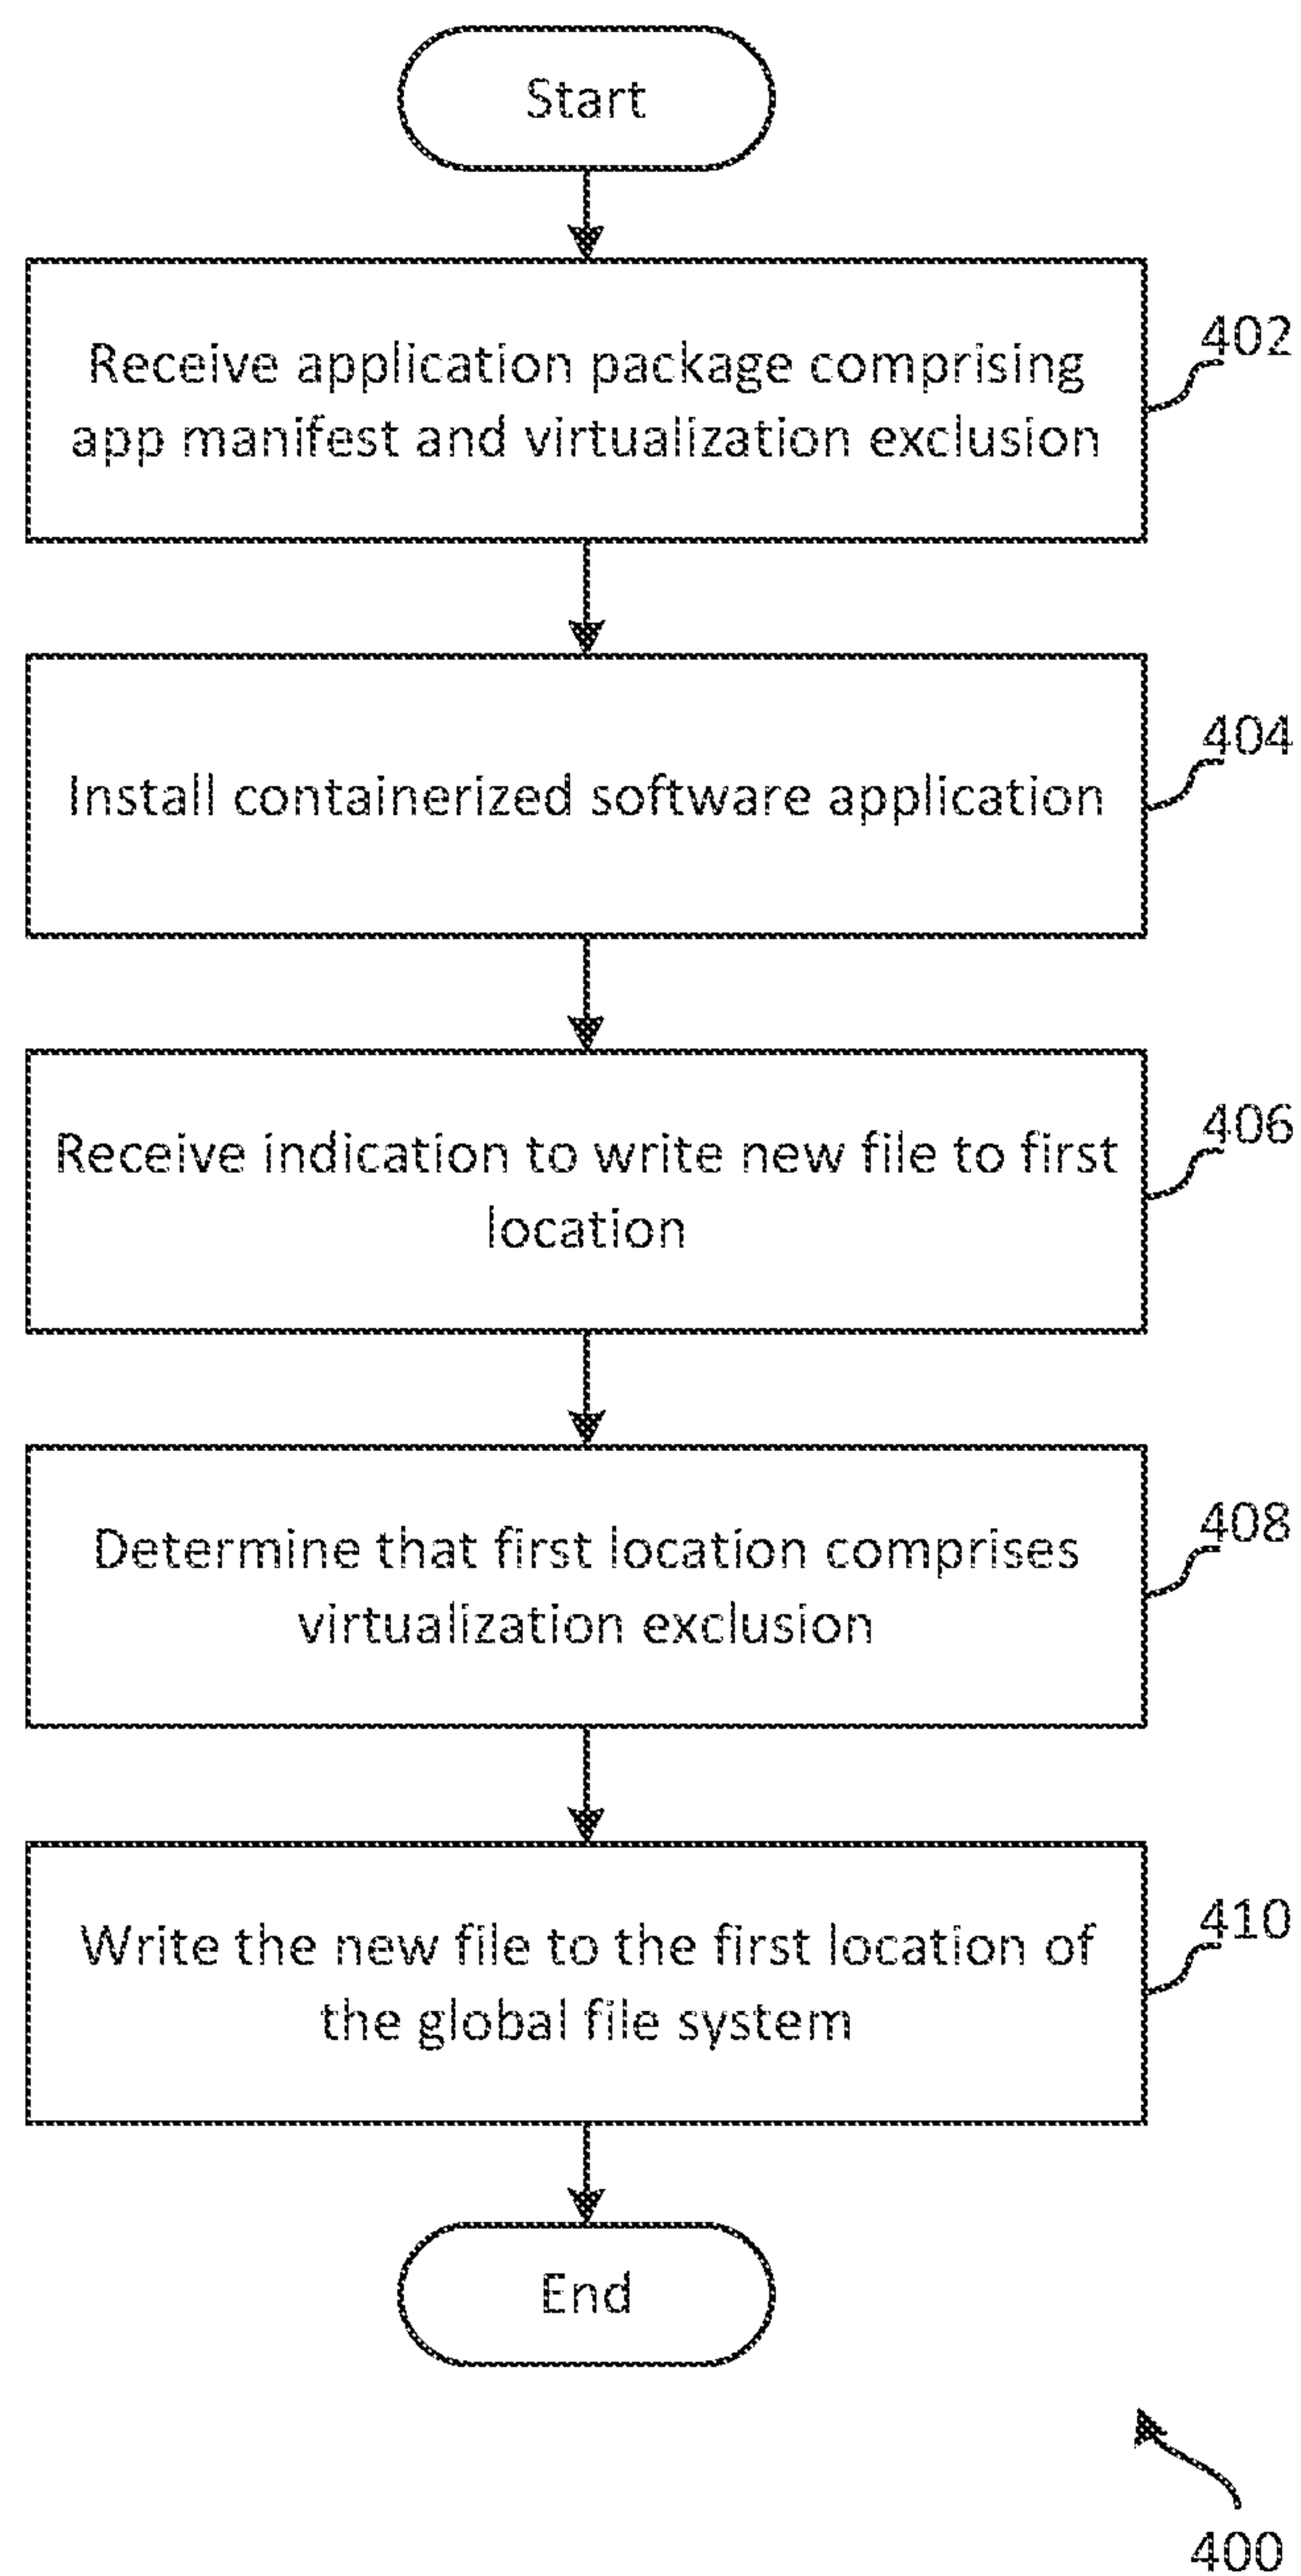 Start
Receive application package comprising
app manifest and virtualization exclusion
402
Install containerized software application
404
Receive indication to write new file to first
location
406
Determine that first location comprises
virtualization exclusion
408
Write the new file to the first location of
the global file system
410
End
400